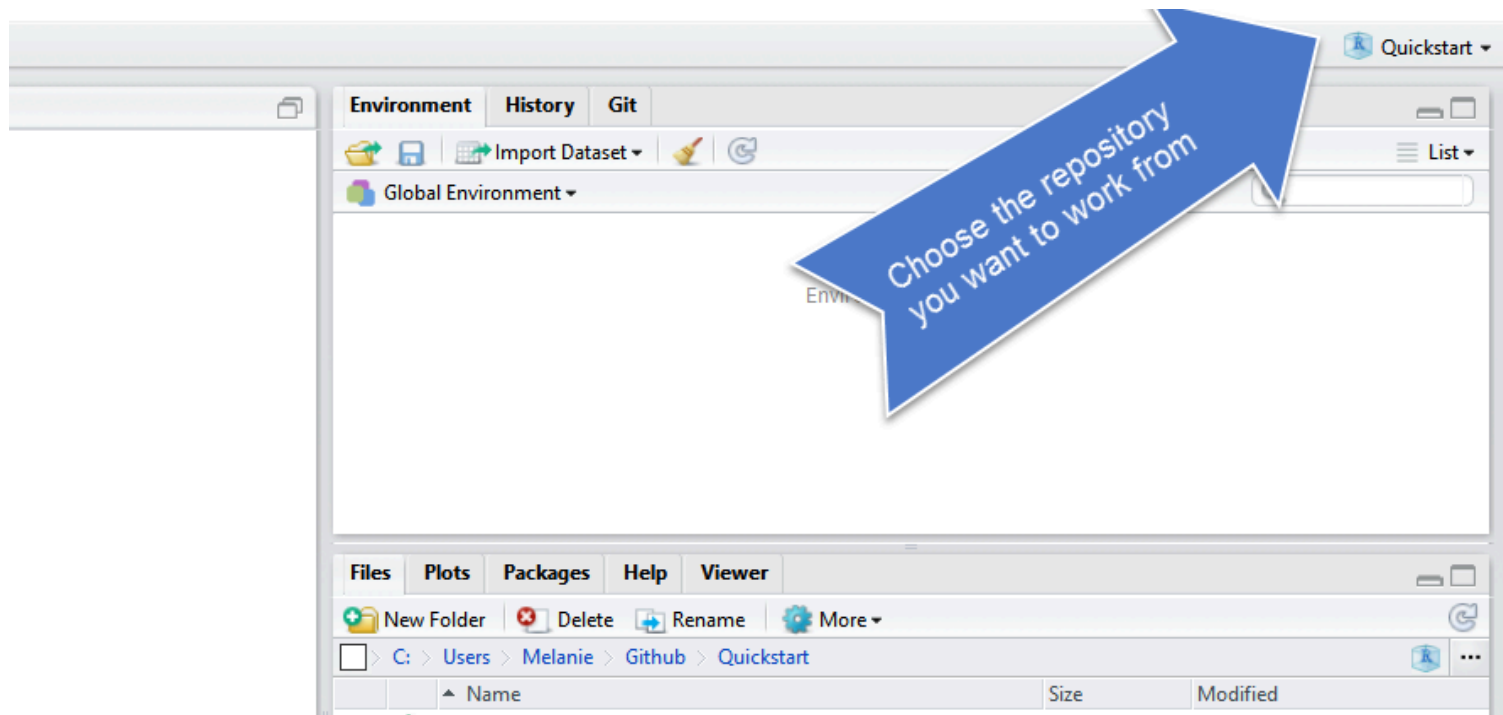 Quickstart
Environment History Git
Import Dataset
List
Global Environment
Choose the repository
you want to work from
Files Plots Packages Help Viewer
New Folder Delete Rename More
C: > Users > Melanie > Github > Quickstart
Name Size Modified